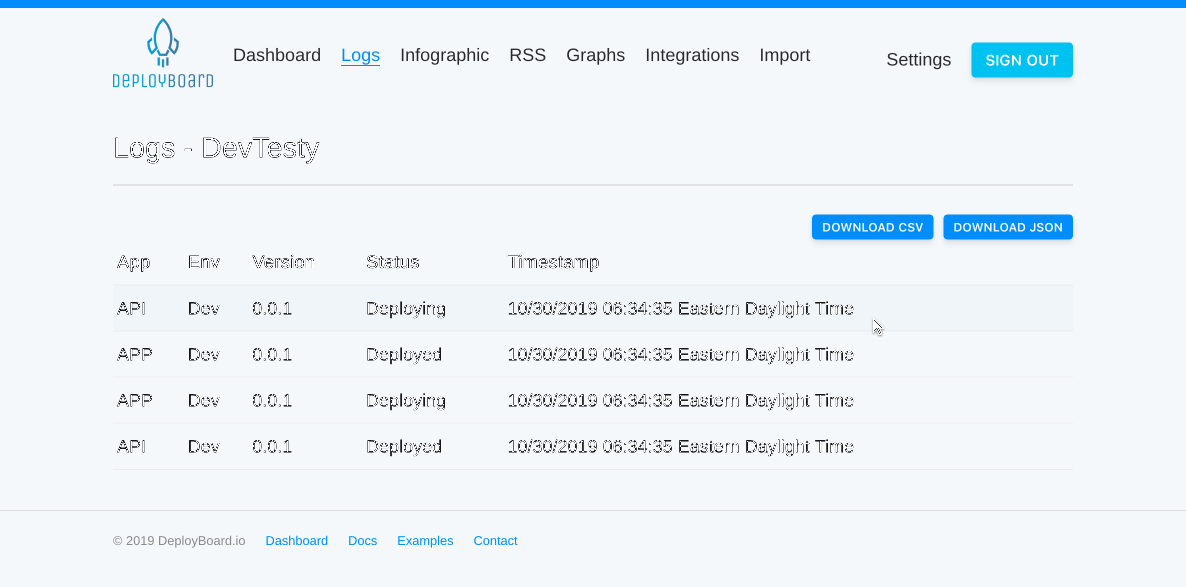 DEPLOYBOARD
Dashboard Logs Infographic RSS Graphs Integrations Import Settings SIGN OUT
Logs - DevTesty
DOWNLOAD CSV DOWNLOAD JSON
App Env Version Status Timestamp
API Dev 0.0.1 Deploying 10/30/2019 06:34:35 Eastern Daylight Time
APP Dev 0.0.1 Deployed 10/30/2019 06:34:35 Eastern Daylight Time
APP Dev 0.0.1 Deploying 10/30/2019 06:34:35 Eastern Daylight Time
API Dev 0.0.1 Deployed 10/30/2019 06:34:35 Eastern Daylight Time
© 2019 DeployBoard.io Dashboard Docs Examples Contact